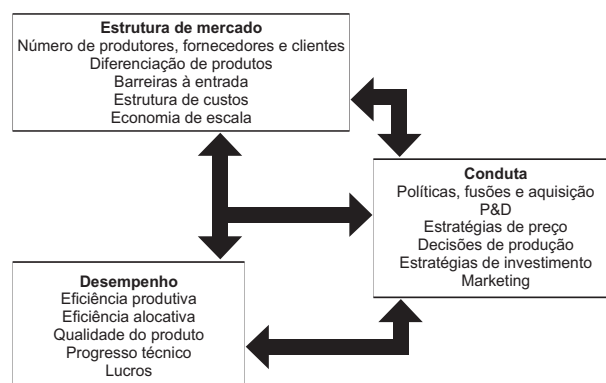 Estrutura de mercado
Número de produtores, fornecedores e clientes
Diferenciação de produtos
Barreiras à entrada
Estrutura de custos
Economia de escala
Conduta
Políticas, fusões e aquisição
P&D
Estratégias de preço
Decisões de produção
Estratégias de investimento
Marketing
Desempenho
Eficiência produtiva
Eficiência alocativa
Qualidade do produto
Progresso técnico
Lucros